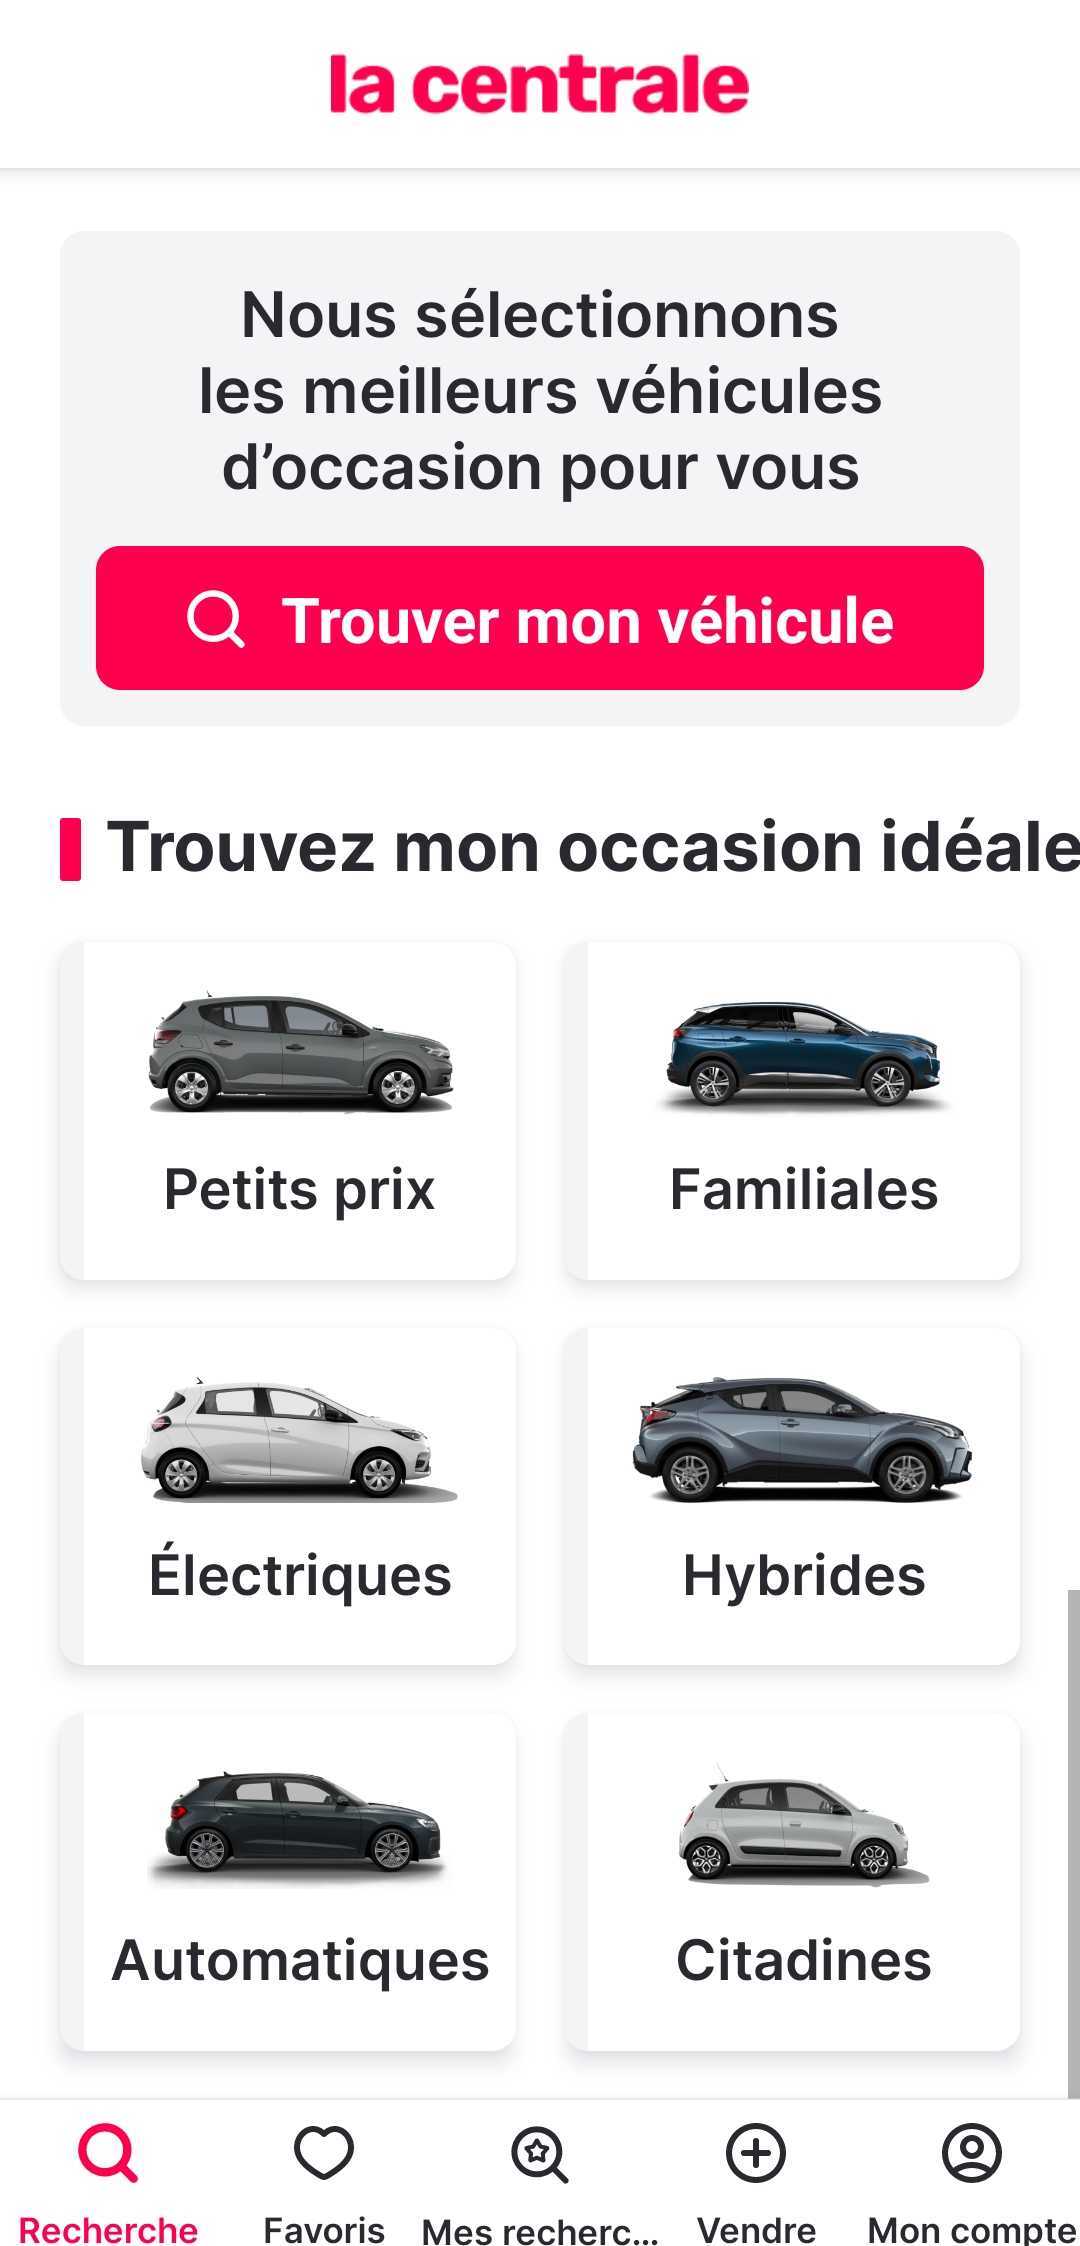 la centrale
Nous sélectionnons
les meilleurs véhicules
d’occasion pour vous
Trouver mon véhicule
Trouvez mon occasion idéale
Petits prix
Familiales
Électriques
Hybrides
Automatiques
Citadines
Recherche
Favoris
Mes recherc...
Vendre
Mon compte